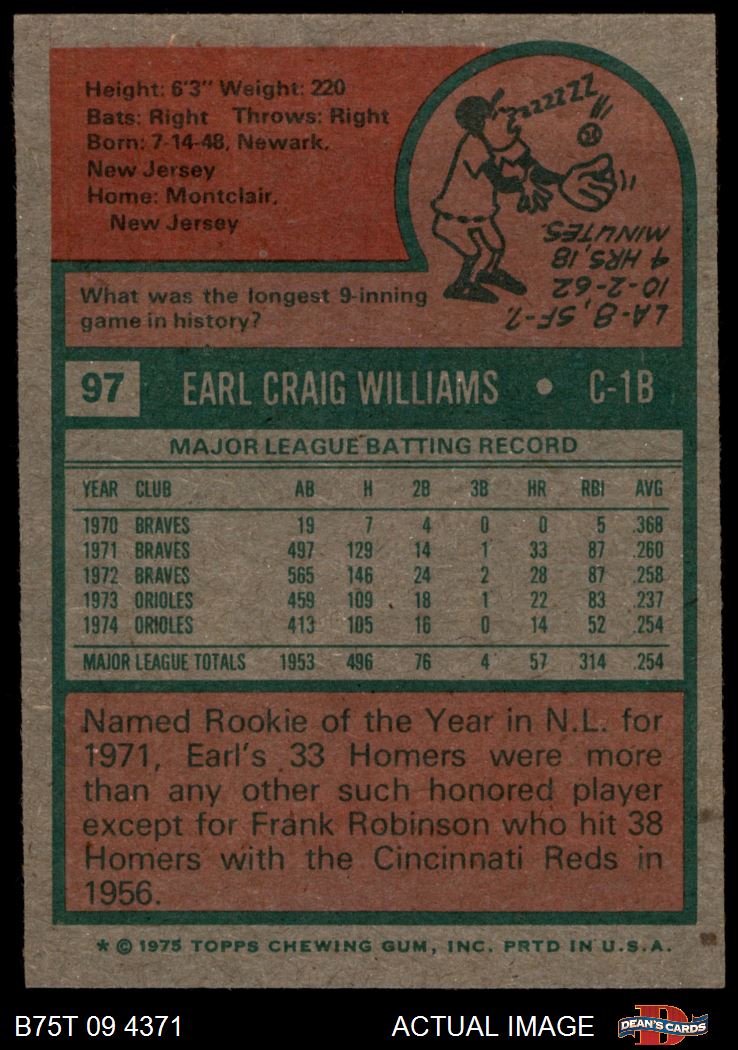 Height: 6'3" Weight: 220
Bats: Right Throws: Right
Born: 7-14-48, Newark,
New Jersey
Home: Montclair,
New Jersey
ZZZZZZZ
What was the longest 9-inning
game in history?
LA-8, SF-7.
10-2-62
4 HRS, 18
MINUTES.
97 EARL CRAIG WILLIAMS • C-1B
MAJOR LEAGUE BATTING RECORD
YEAR CLUB AB H 2B 3B HR RBI AVG
1970 BRAVES 19 7 4 0 0 5 .368
1971 BRAVES 497 129 14 1 33 87 .260
1972 BRAVES 565 146 24 2 28 87 .258
1973 ORIOLES 459 109 18 1 22 83 .237
1974 ORIOLES 413 105 16 0 14 52 .254
MAJOR LEAGUE TOTALS 1953 496 76 4 57 314 .254
Named Rookie of the Year in N.L. for
1971, Earl's 33 Homers were more
than any other such honored player
except for Frank Robinson who hit 38
Homers with the Cincinnati Reds in
1956.
* © 1975 TOPPS CHEWING GUM, INC. PRTD IN U.S.A.
B75T 09 4371 ACTUAL IMAGE DEAN'S CARDS